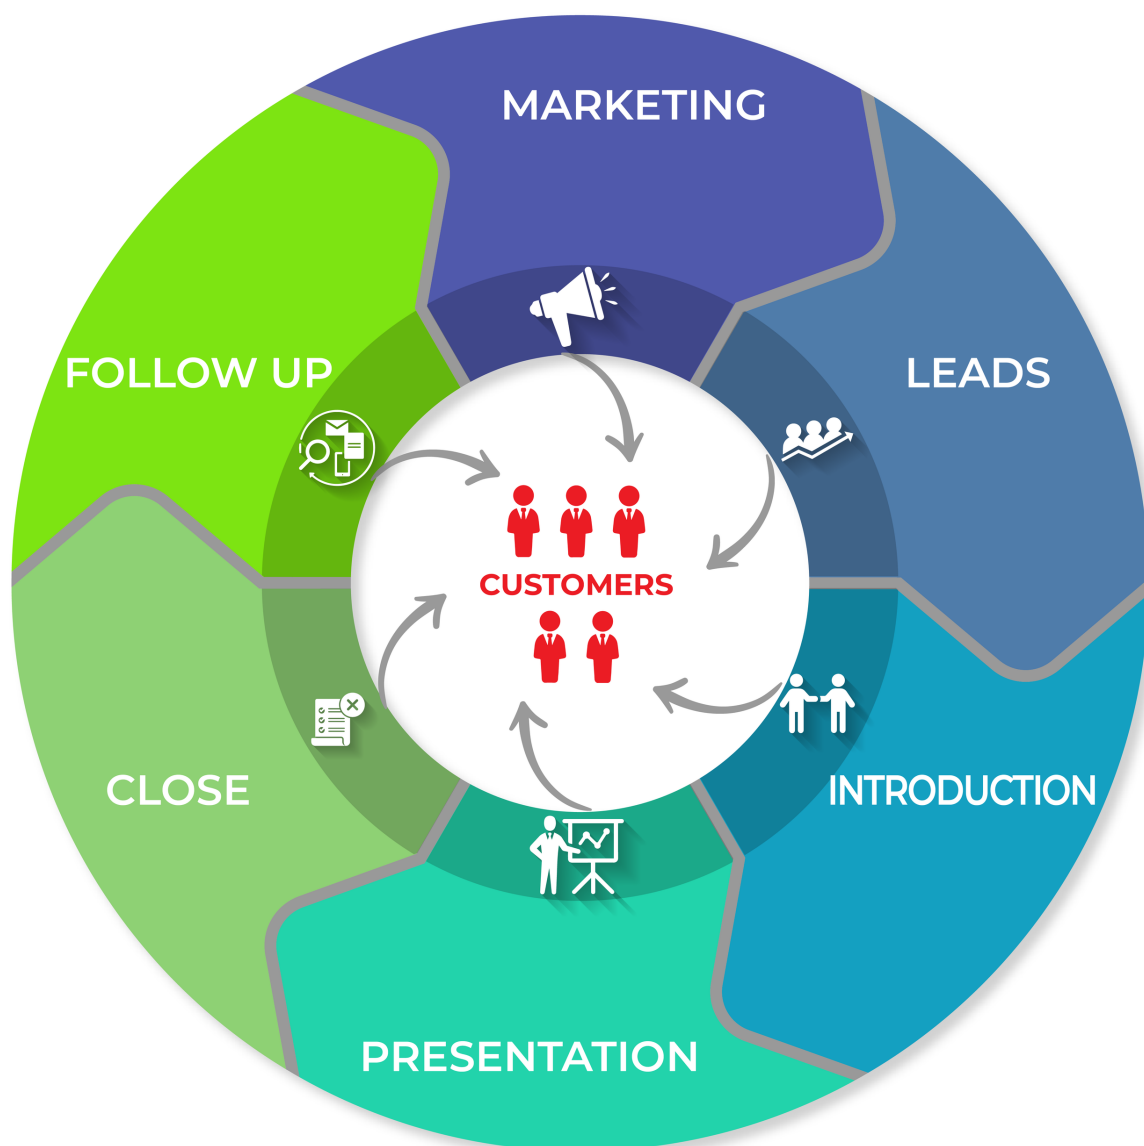 MARKETING
LEADS
INTRODUCTION
PRESENTATION
CLOSE
FOLLOW UP
CUSTOMERS